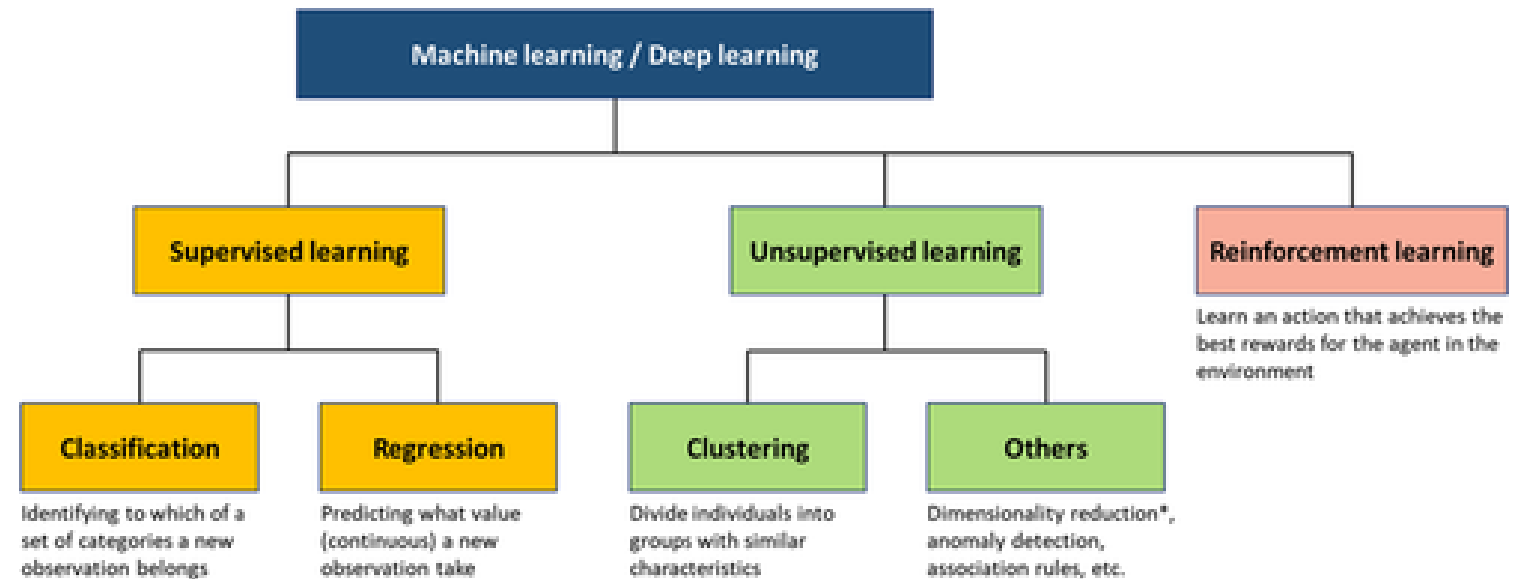 Machine learning / Deep learning
Supervised learning
Unsupervised learning
Reinforcement learning
Learn an action that achieves the
best rewards for the agent in the
environment
Classification
Regression
Clustering
Others
Identifying to which of a
set of categories a new
observation belongs
Predicting what value
(continuous) a new
observation take
Divide individuals into
groups with similar
characteristics
Dimensionality reduction*,
anomaly detection,
association rules, etc.